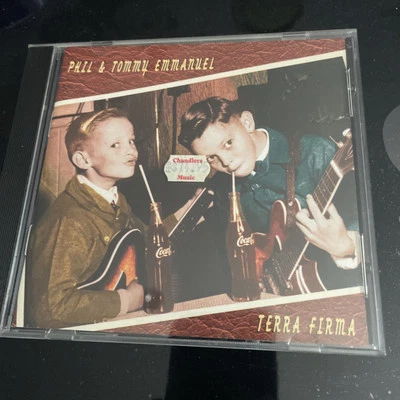 PHIL & TOMMY EMMANUEL
Chandlers
Music
Coca-Cola
Coca-Cola
TERRA FIRMA